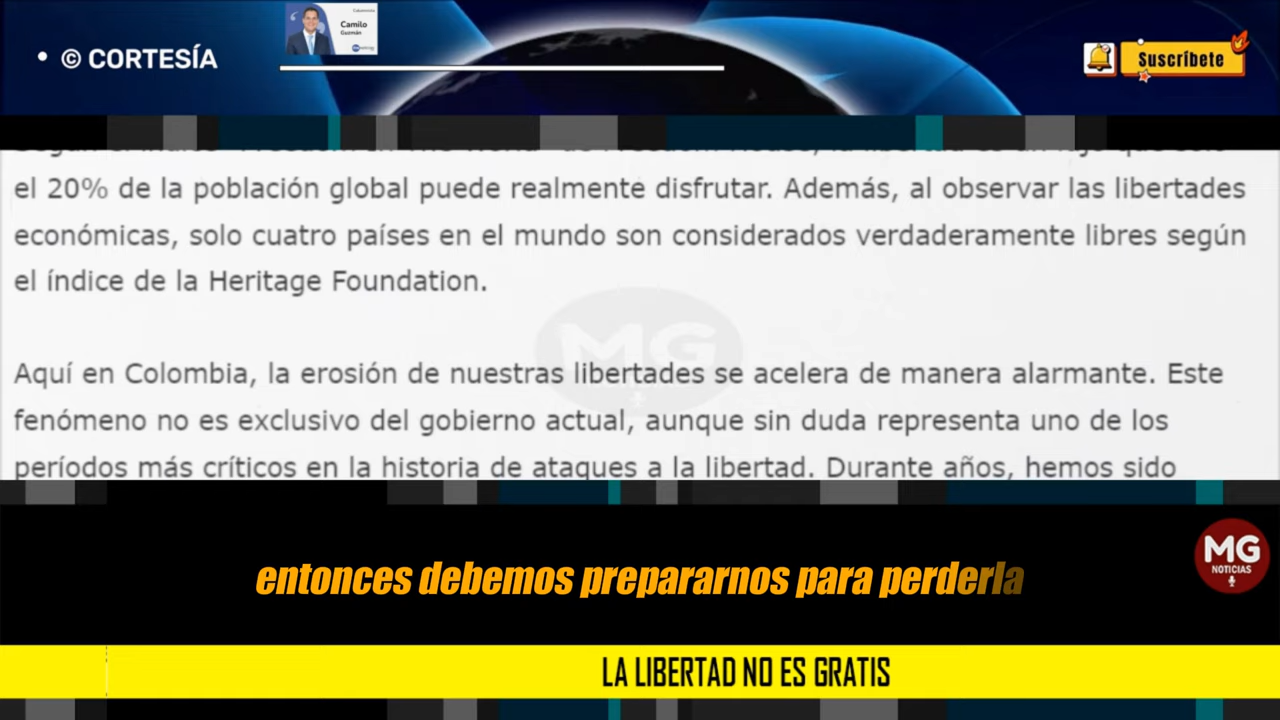 • © CORTESÍA
Columnista
Camilo
Guzmán
Suscríbete
el 20% de la población global puede realmente disfrutar. Además, al observar las libertades
económicas, solo cuatro países en el mundo son considerados verdaderamente libres según
el índice de la Heritage Foundation.
MG
Aquí en Colombia, la erosión de nuestras libertades se acelera de manera alarmante. Este
fenómeno no es exclusivo del gobierno actual, aunque sin duda representa uno de los
períodos más críticos en la historia de ataques a la libertad. Durante años, hemos sido
MG
NOTICIAS
entonces debemos prepararnos para perderla
LA LIBERTAD NO ES GRATIS